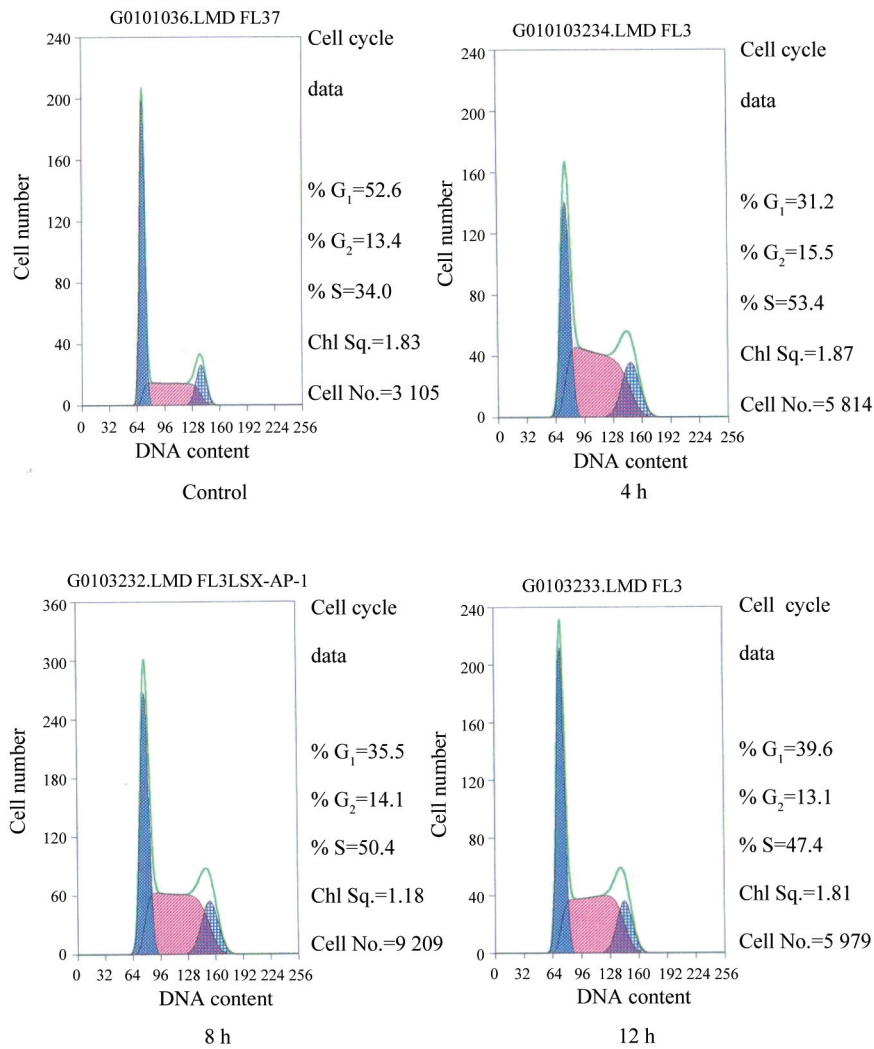 G0101036.LMD FL37
Cell number
240
200
160
120
80
40
0
0 32 64 96 128 160 192 224 256
DNA content
Cell cycle
data
% G1=52.6
% G2=13.4
% S=34.0
Chl Sq.=1.83
Cell No.=3 105
Control
G010103234.LMD FL3
Cell number
240
200
160
120
80
40
0
0 32 64 96 128 160 192 224 256
DNA content
Cell cycle
data
% G1=31.2
% G2=15.5
% S=53.4
Chl Sq.=1.87
Cell No.=5 814
4 h
G0103232.LMD FL3LSX-AP-1
Cell number
360
300
240
180
120
60
0
0 32 64 96 128 160 192 224 256
DNA content
Cell cycle
data
% G1=35.5
% G2=14.1
% S=50.4
Chl Sq.=1.18
Cell No.=9 209
8 h
G0103233.LMD FL3
Cell number
240
200
160
120
80
40
0
0 32 64 96 128 160 192 224 256
DNA content
Cell cycle
data
% G1=39.6
% G2=13.1
% S=47.4
Chl Sq.=1.81
Cell No.=5 979
12 h